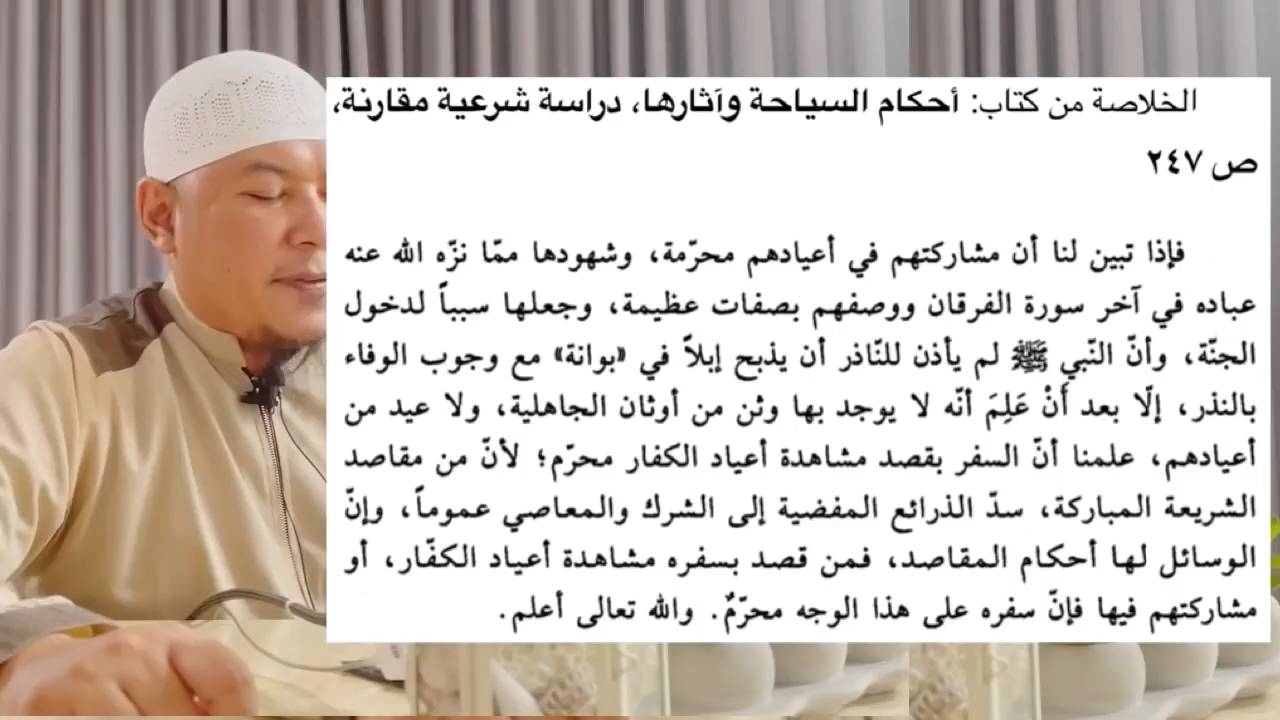 الخلاصة من كتاب: أحكام السياحة وآثارها، دراسة شرعية مقارنة،
ص ٢٤٧
فإذا تبين لنا أن مشاركتهم في أعيادهم محرّمة، وشهودها ممّا نزّه الله عنه
عباده في آخر سورة الفرقان ووصفهم بصفات عظيمة، وجعلها سبباً لدخول
الجنّة، وأنّ النّبي ﷺ لم يأذن للنّاذر أن يذبح إبلاً في «بوانة» مع وجوب الوفاء
بالنذر، إلّا بعد أَنْ عَلِمَ أنّه لا يوجد بها وثن من أوثان الجاهلية، ولا عيد من
أعيادهم، علمنا أنّ السفر بقصد مشاهدة أعياد الكفار محرّم؛ لأنّ من مقاصد
الشريعة المباركة، سدّ الذرائع المفضية إلى الشرك والمعاصي عموماً، وإنّ
الوسائل لها أحكام المقاصد، فمن قصد بسفره مشاهدة أعياد الكفّار، أو
مشاركتهم فيها فإنّ سفره على هذا الوجه محرّمٌ. والله تعالى أعلم.